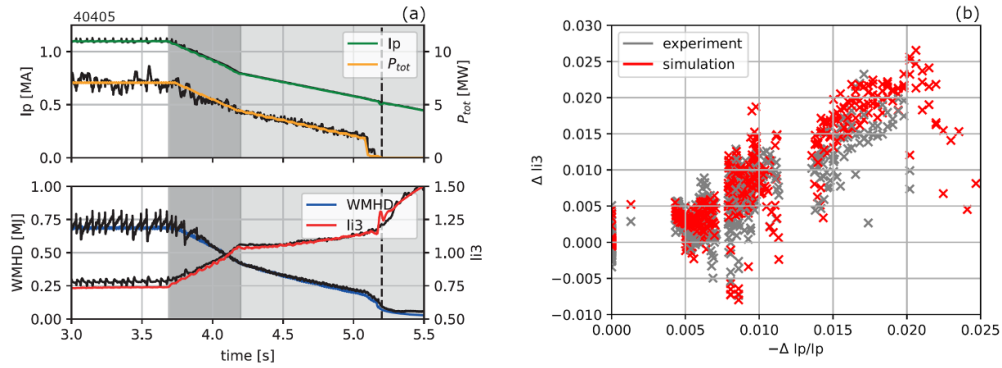 40405
(a)
Ip [MA]
1.0
0.5
0.0
Ip
P_tot
10
5
0
P_tot [MW]
WMHD [MJ]
1.00
0.75
0.50
0.25
0.00
WMHD
li3
1.50
1.25
1.00
0.75
0.50
li3
3.0 3.5 4.0 4.5 5.0 5.5
time [s]
(b)
Δ li3
0.030
0.025
0.020
0.015
0.010
0.005
0.000
−0.005
−0.010
experiment
simulation
0.000 0.005 0.010 0.015 0.020 0.025
−Δ Ip/Ip